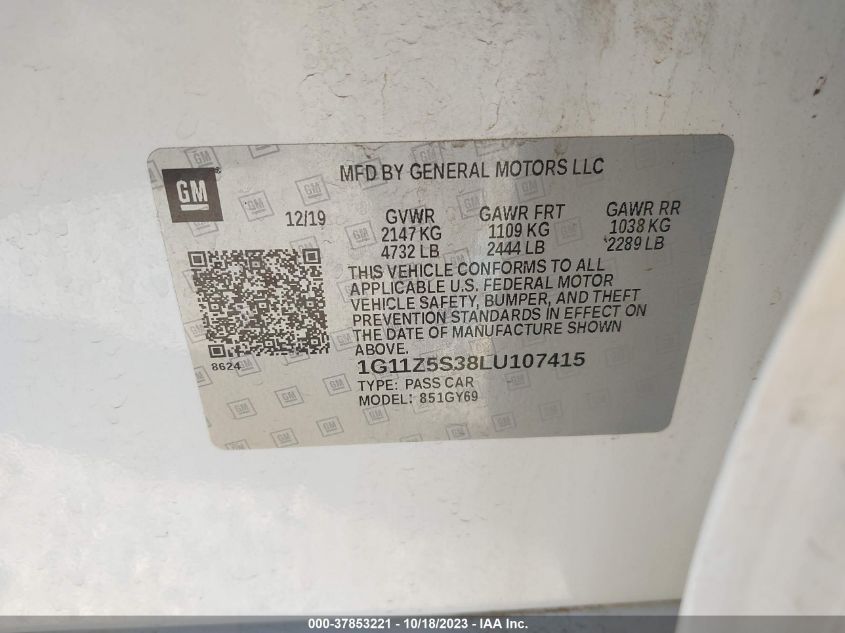 GM ®
MFD BY GENERAL MOTORS LLC
12/19 GVWR GAWR FRT GAWR RR
2147 KG 1109 KG 1038 KG
4732 LB 2444 LB 2289 LB
THIS VEHICLE CONFORMS TO ALL
APPLICABLE U.S. FEDERAL MOTOR
VEHICLE SAFETY, BUMPER, AND THEFT
PREVENTION STANDARDS IN EFFECT ON
THE DATE OF MANUFACTURE SHOWN
ABOVE.
8624
1G11Z5S38LU107415
TYPE: PASS CAR
MODEL: 851GY69
000-37853221 - 10/18/2023 - IAA Inc.